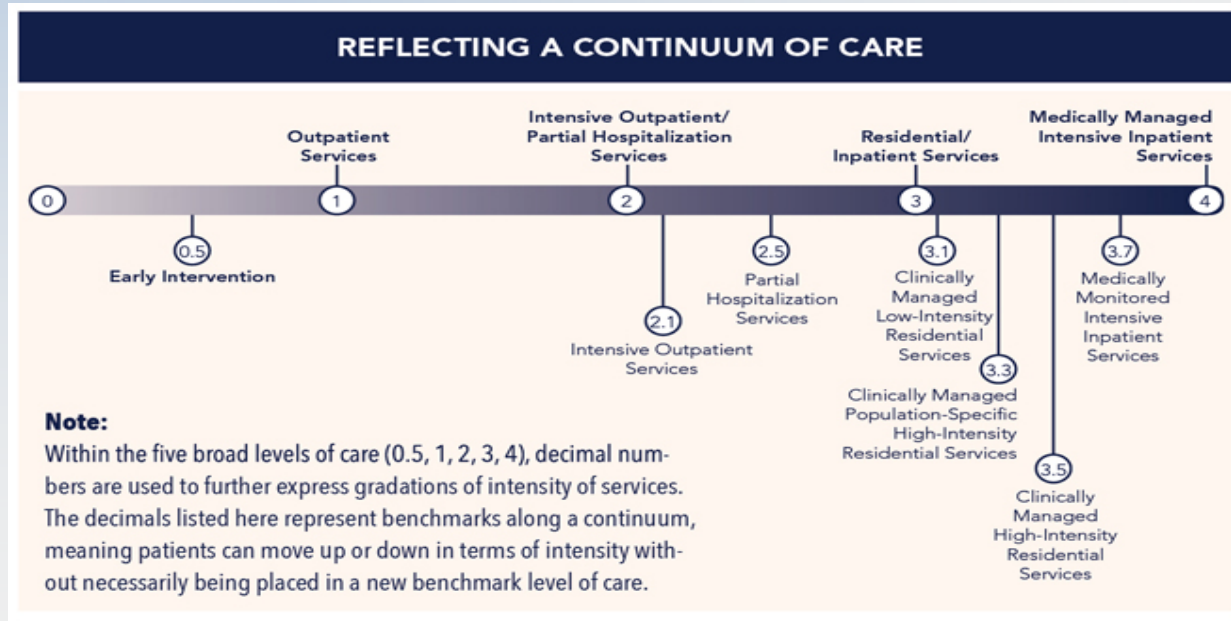 REFLECTING A CONTINUUM OF CARE
Outpatient
Services
Intensive Outpatient/
Partial Hospitalization
Services
Residential/
Inpatient Services
Medically Managed
Intensive Inpatient
Services
0
1
2
3
4
0.5
Early Intervention
2.1
Intensive Outpatient
Services
2.5
Partial
Hospitalization
Services
3.1
Clinically
Managed
Low-Intensity
Residential
Services
3.3
Clinically Managed
Population-Specific
High-Intensity
Residential Services
3.5
Clinically
Managed
High-Intensity
Residential
Services
3.7
Medically
Monitored
Intensive
Inpatient
Services
Note:
Within the five broad levels of care (0.5, 1, 2, 3, 4), decimal num-
bers are used to further express gradations of intensity of services.
The decimals listed here represent benchmarks along a continuum,
meaning patients can move up or down in terms of intensity with-
out necessarily being placed in a new benchmark level of care.